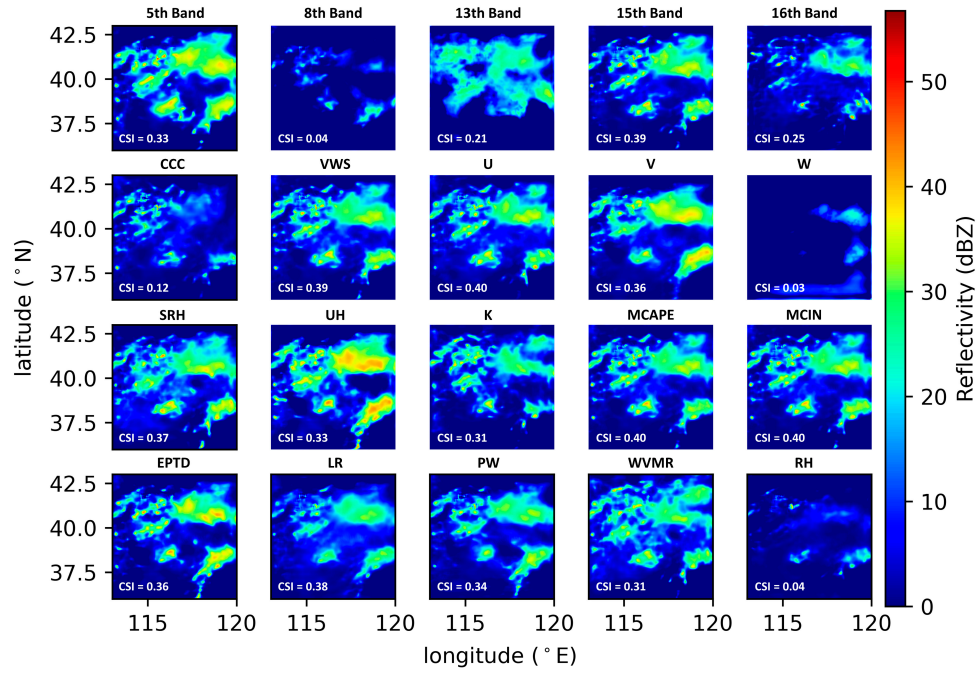 5th Band 8th Band 13th Band 15th Band 16th Band
42.5
40.0
37.5
CSI = 0.33 CSI = 0.04 CSI = 0.21 CSI = 0.39 CSI = 0.25
CCC VWS U V W
42.5
40.0
37.5
CSI = 0.12 CSI = 0.39 CSI = 0.40 CSI = 0.36 CSI = 0.03
SRH UH K MCAPE MCIN
42.5
40.0
37.5
CSI = 0.37 CSI = 0.33 CSI = 0.31 CSI = 0.40 CSI = 0.40
EPTD LR PW WVMR RH
42.5
40.0
37.5
CSI = 0.36 CSI = 0.38 CSI = 0.34 CSI = 0.31 CSI = 0.04
115 120 115 120 115 120 115 120 115 120
longitude (°E)
latitude (°N)
50
40
30
20
10
0
Reflectivity (dBZ)